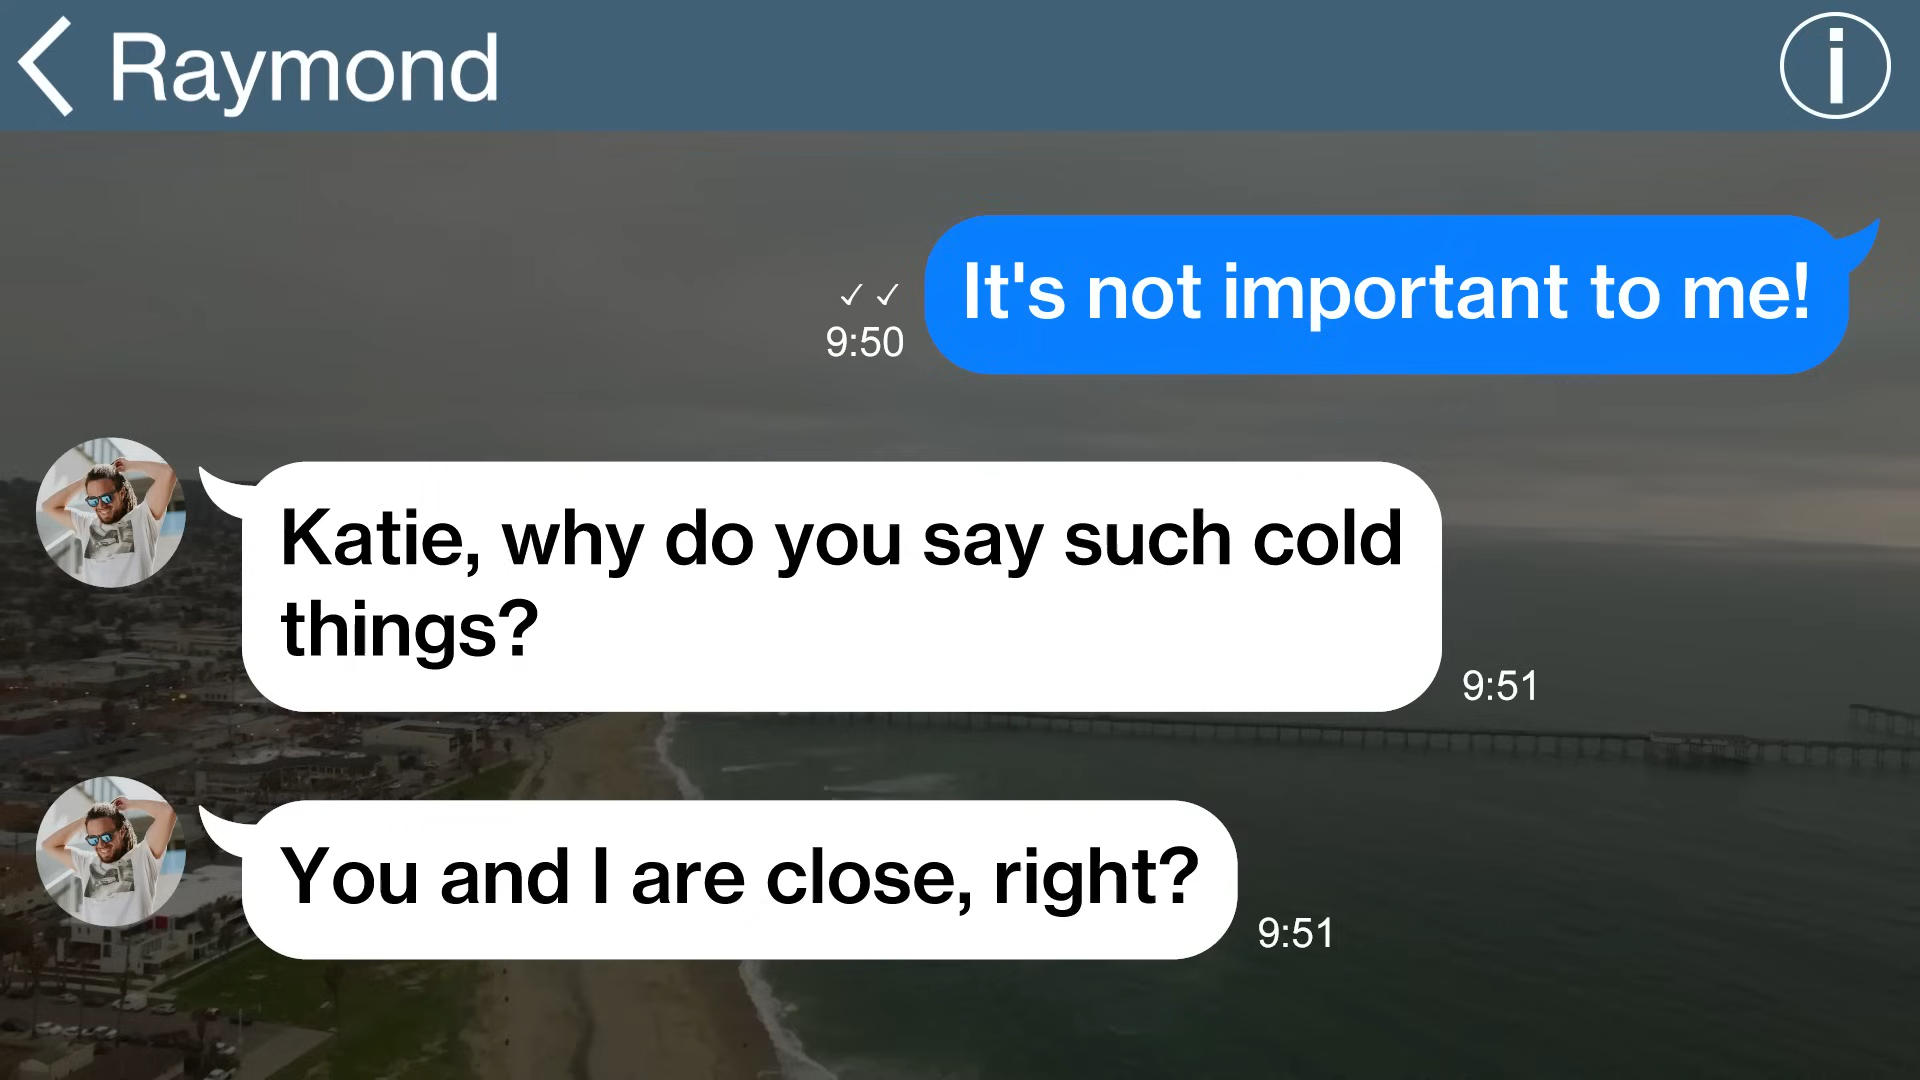 Raymond
It's not important to me!
✓ ✓
9:50
Katie, why do you say such cold
things?
9:51
You and I are close, right?
9:51